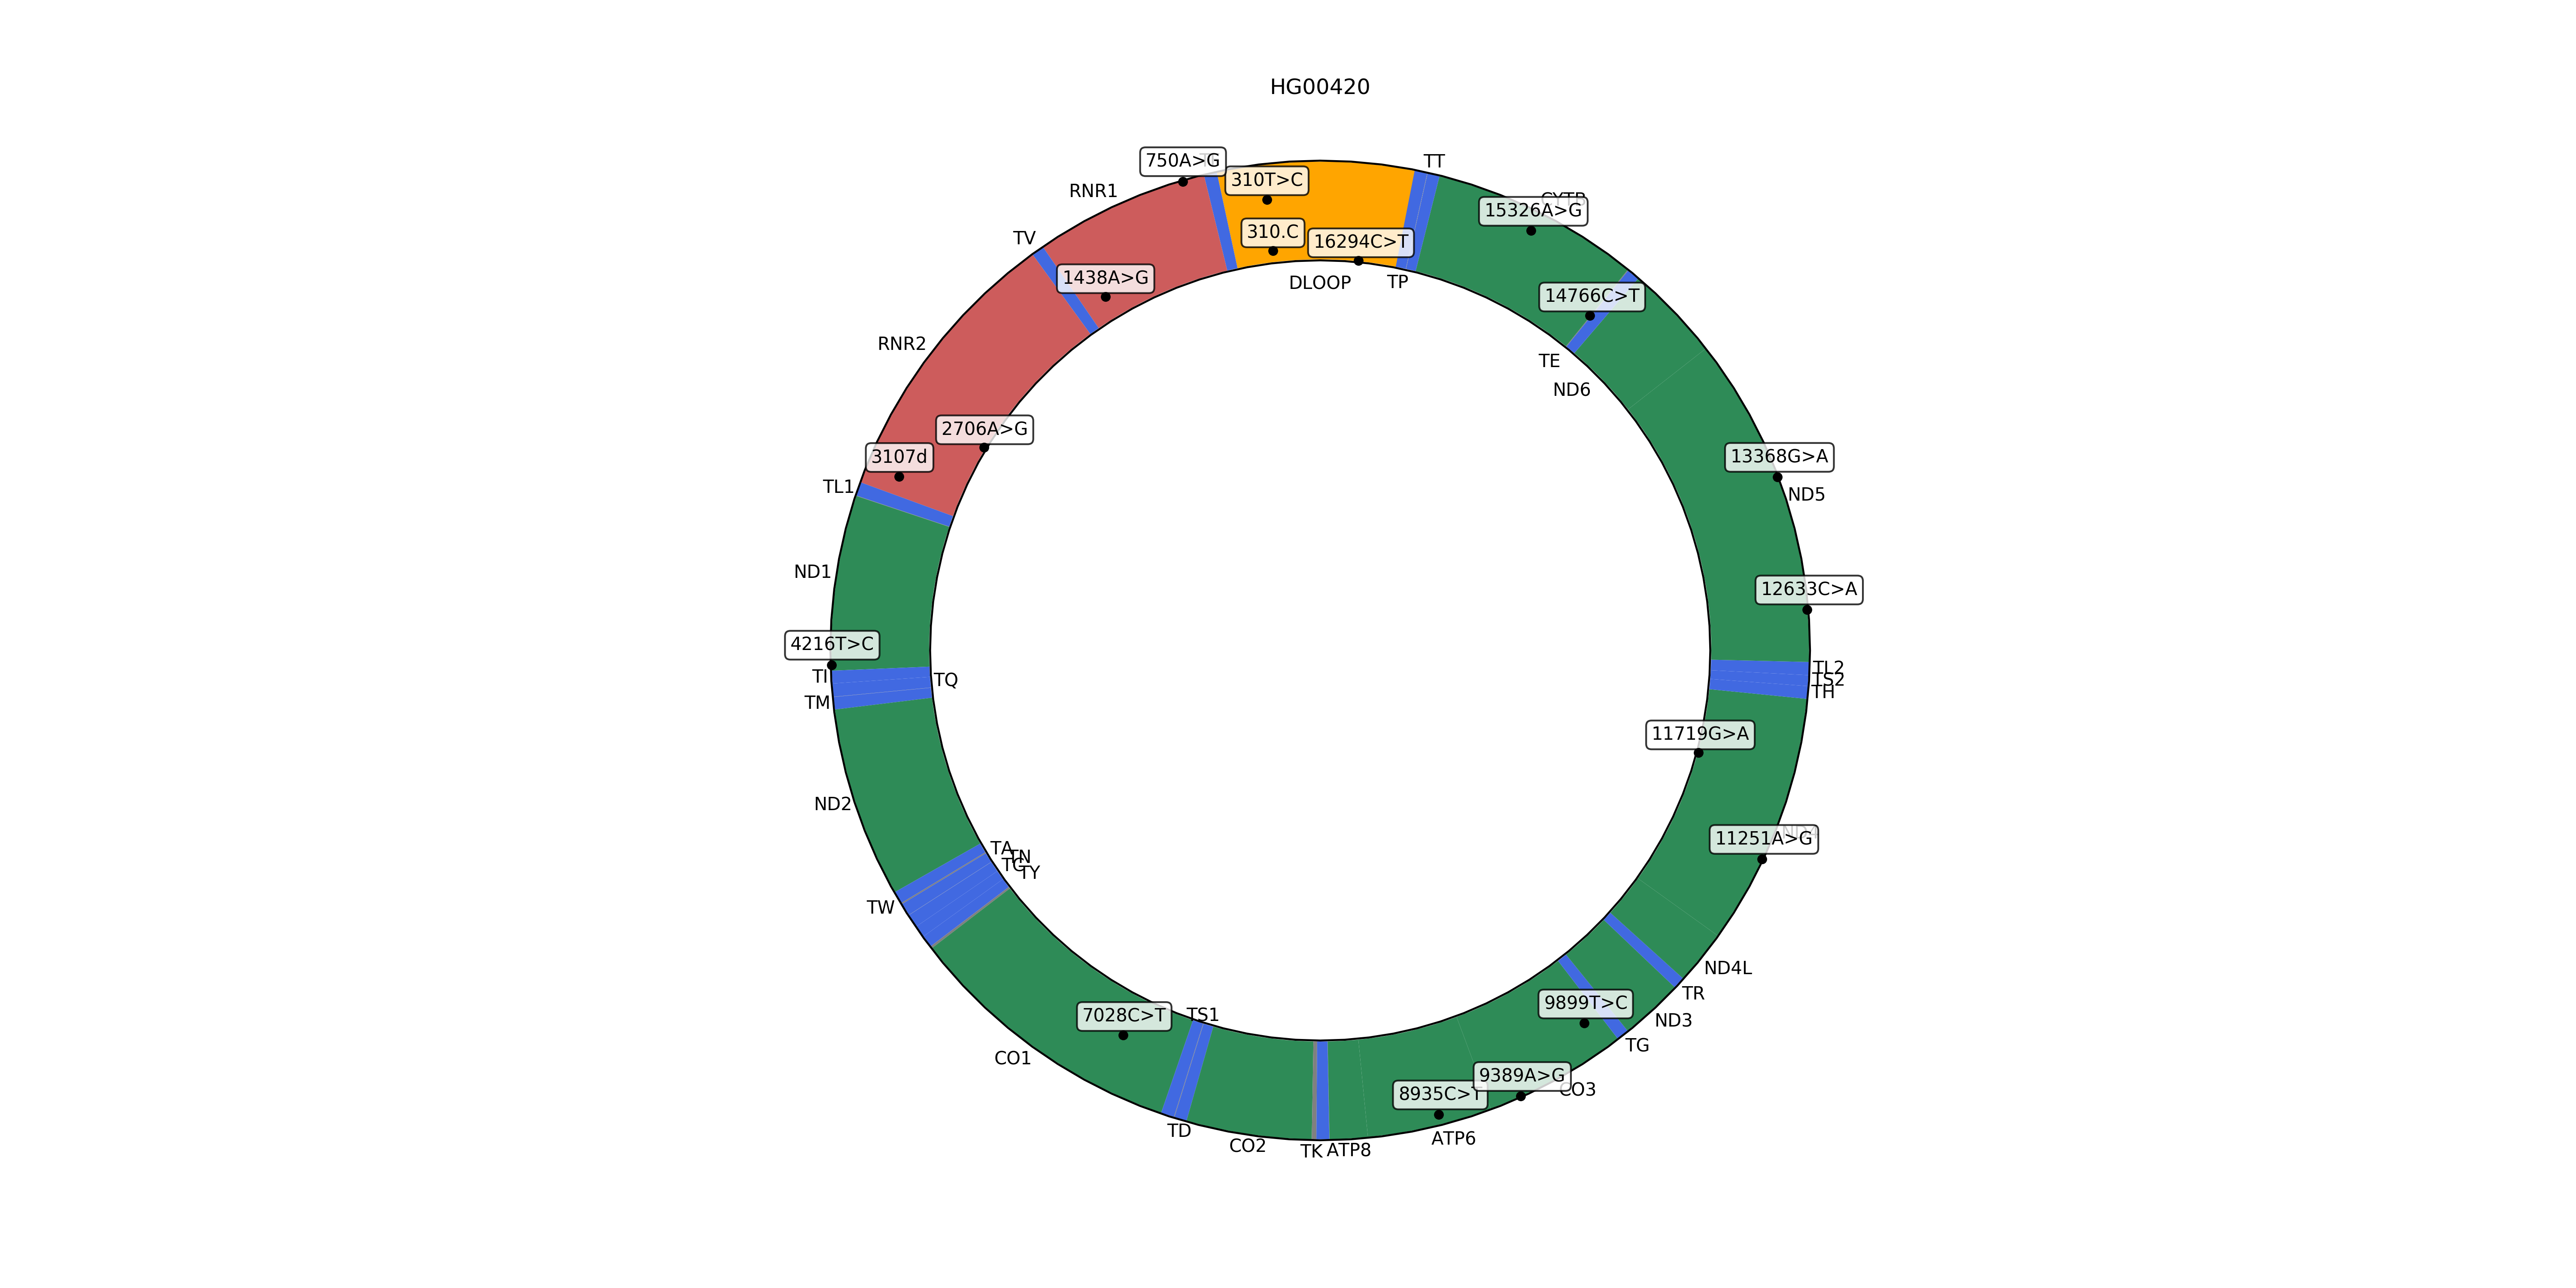 HG00420
750A>G
310T>C
TT
RNR1
CYTB
15326A>G
310.C
TV
16294C>T
1438A>G
DLOOP
TP
14766C>T
RNR2
TE
ND6
2706A>G
3107d
13368G>A
TL1
ND5
ND1
12633C>A
4216T>C
TL2
TI
TQ
TS2
TH
TM
11719G>A
ND2
11251A>G
TA
TN
TC
TY
TW
ND4L
TR
9899T>C
7028C>T
TS1
ND3
TG
CO1
9389A>G
CO3
8935C>T
TD
ATP6
CO2
TK
ATP8